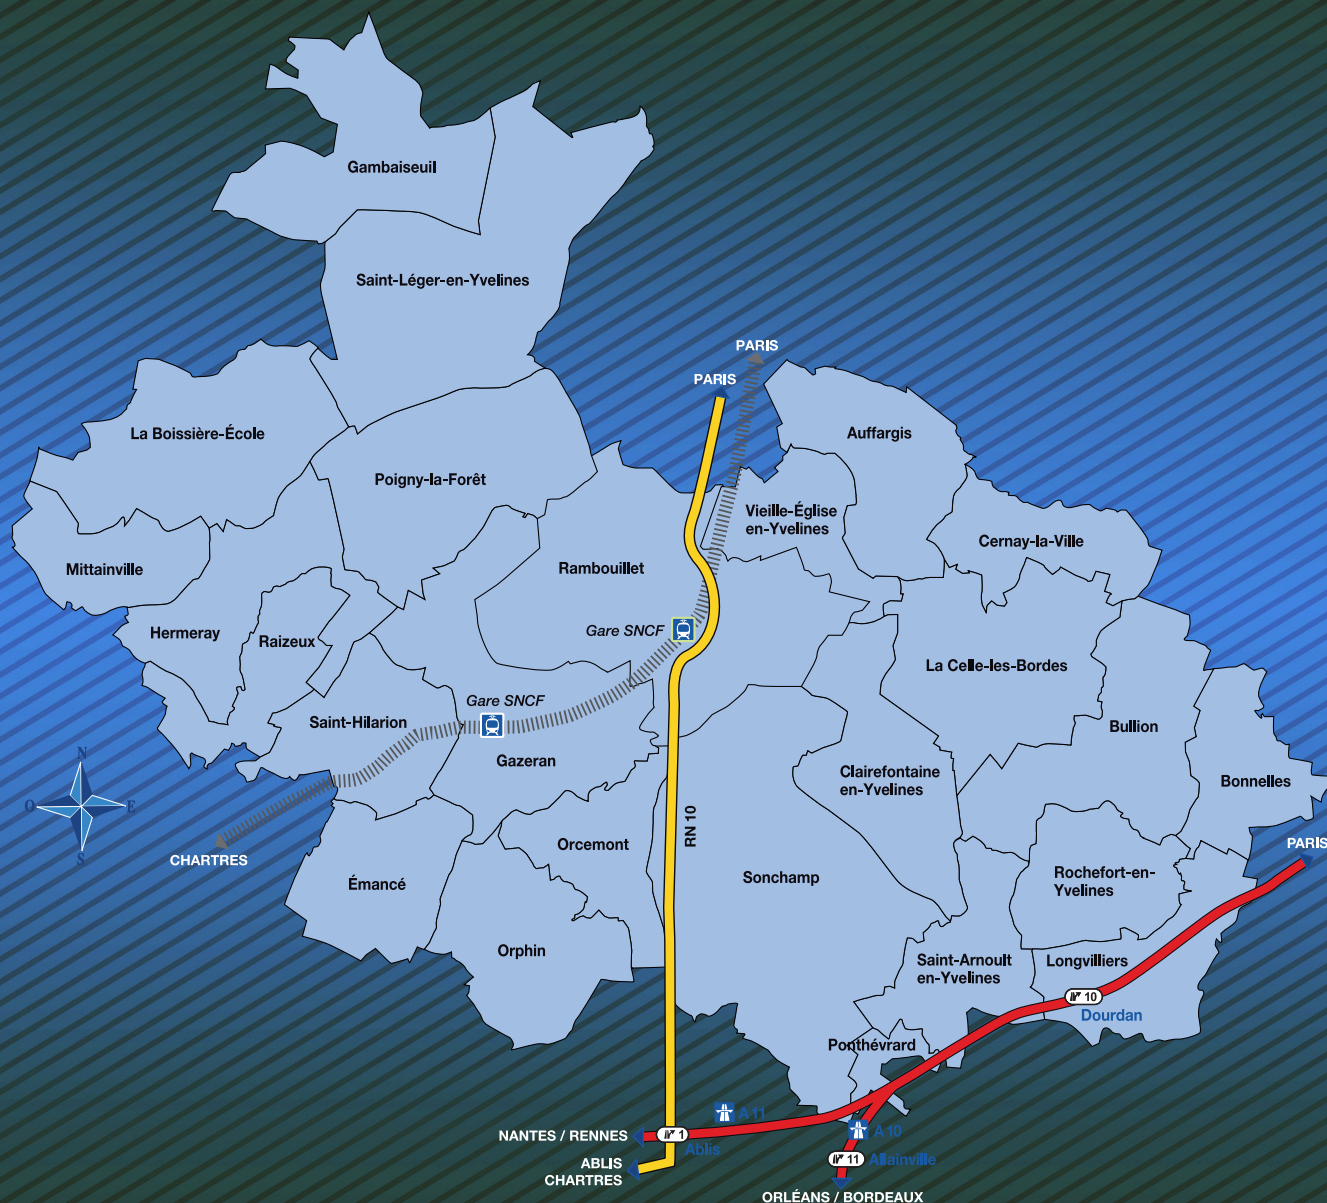 Gambaiseuil
Saint-Léger-en-Yvelines
PARIS
PARIS
La Boissière-École
Auffargis
Poigny-la-Forêt
Vieille-Église
en-Yvelines
Cernay-la-Ville
Mittainville
Rambouillet
Hermeray
Raizeux
Gare SNCF
La Celle-les-Bordes
Gare SNCF
Saint-Hilarion
Bullion
Gazeran
Clairefontaine
en-Yvelines
Bonnelles
N
O
E
S
RN 10
CHARTRES
Orcemont
PARIS
Émancé
Sonchamp
Rochefort-en-
Yvelines
Orphin
Saint-Arnoult
en-Yvelines
Longvilliers
10
Dourdan
Ponthévrard
A 11
NANTES / RENNES
1
Ablis
A 10
ABLIS
CHARTRES
11
Allainville
ORLÉANS / BORDEAUX